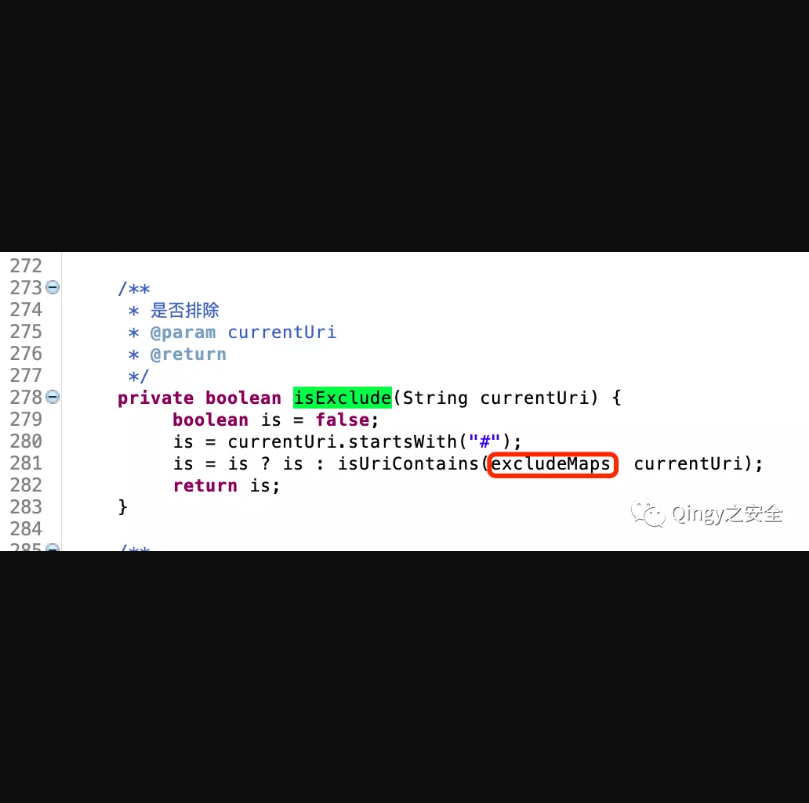 272
273 /**
274 * 是否排除
275 * @param currentUri
276 * @return
277 */
278 private boolean isExclude(String currentUri) {
279 boolean is = false;
280 is = currentUri.startsWith("#");
281 is = is ? is : isUriContains(excludeMaps, currentUri);
282 return is;
283 }
Qingy之安全
284
285 /**